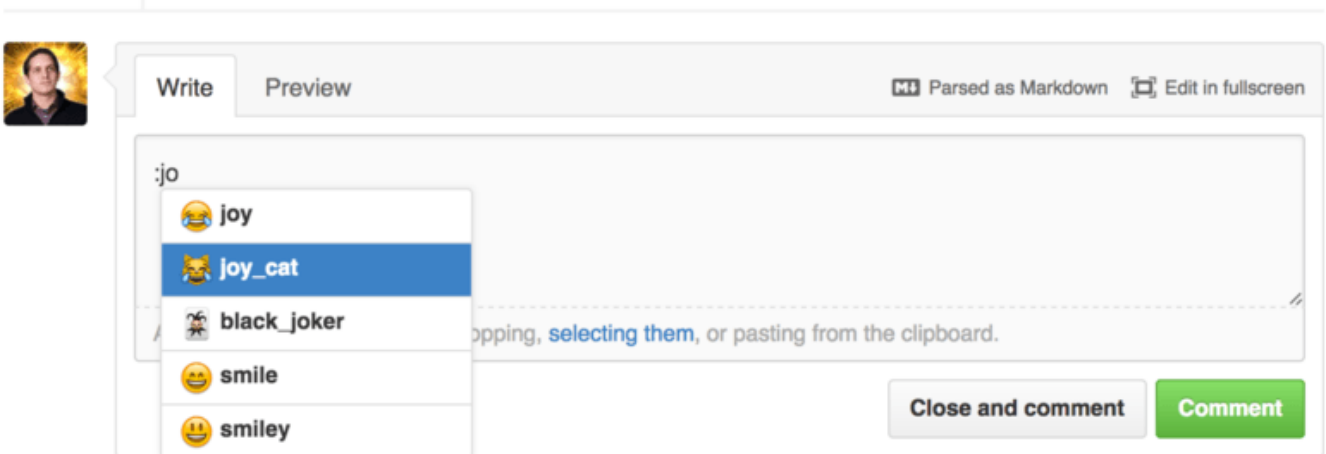 Write Preview Parsed as Markdown Edit in fullscreen
:jo
joy
joy_cat
black_joker
opping, selecting them, or pasting from the clipboard.
smile
Close and comment Comment
smiley